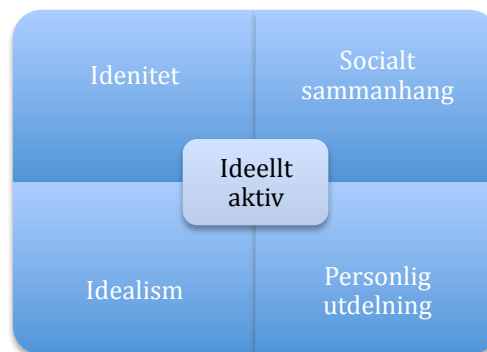 Idenitet
Socialt
sammanhang
Ideellt
aktiv
Idealism
Personlig
utdelning